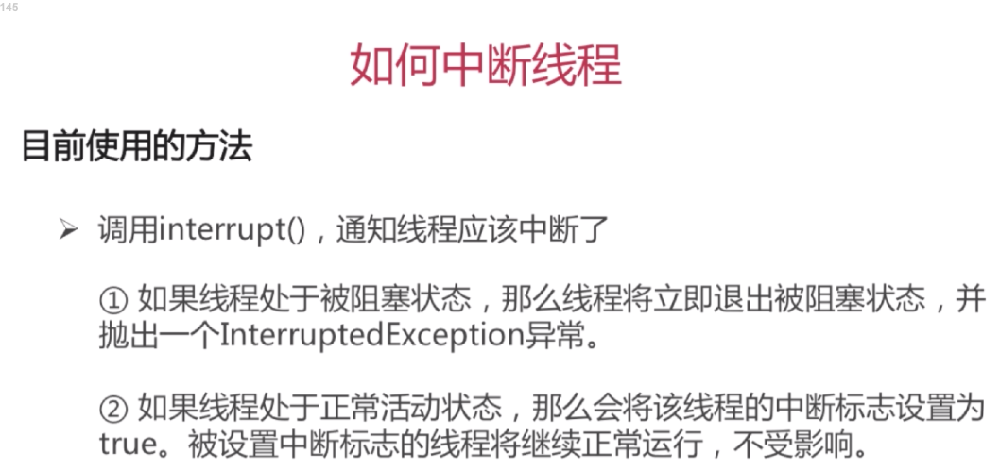 145
如何中断线程
目前使用的方法
➢ 调用interrupt()，通知线程应该中断了
① 如果线程处于被阻塞状态，那么线程将立即退出被阻塞状态，并
抛出一个InterruptedException异常。
② 如果线程处于正常活动状态，那么会将该线程的中断标志设置为
true。被设置中断标志的线程将继续正常运行，不受影响。